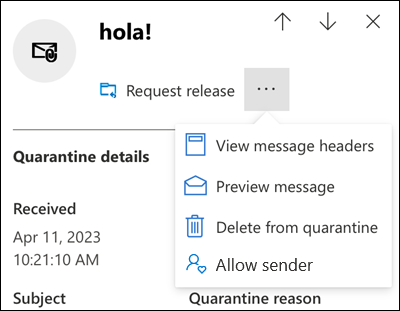 hola!
Request release
...
View message headers
Preview message
Delete from quarantine
Allow sender
Quarantine details
Received
Apr 11, 2023
10:21:10 AM
Subject
Quarantine reason